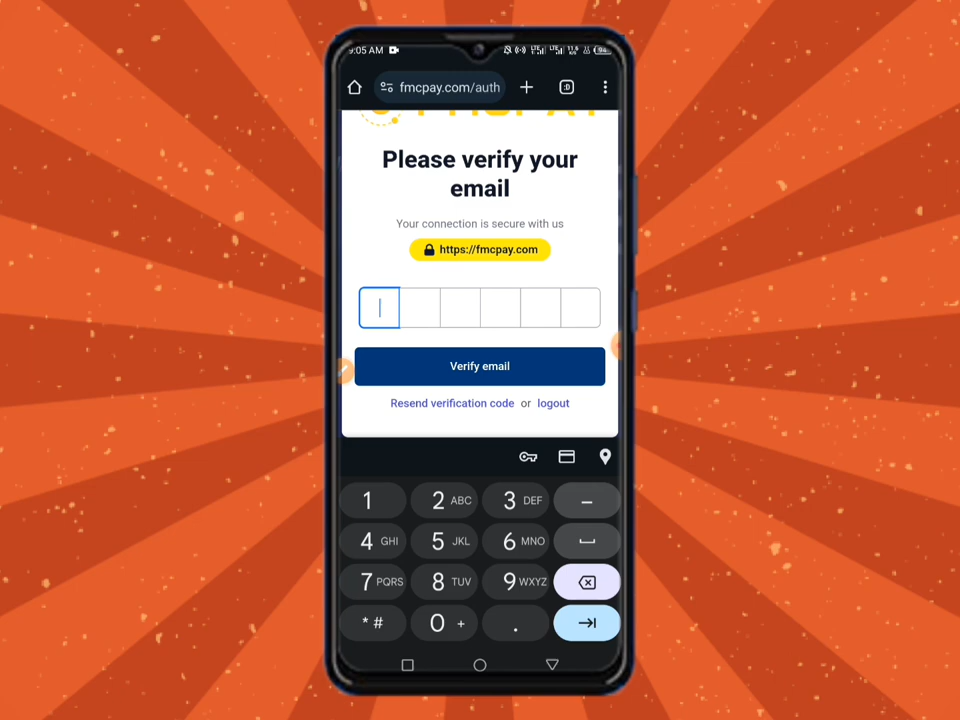 9:05 AM
fmcpay.com/auth
Please verify your
email
Your connection is secure with us
https://fmcpay.com
Verify email
Resend verification code or logout
1
2 ABC
3 DEF
4 GHI
5 JKL
6 MNO
7 PQRS
8 TUV
9 WXYZ
* #
0 +
.